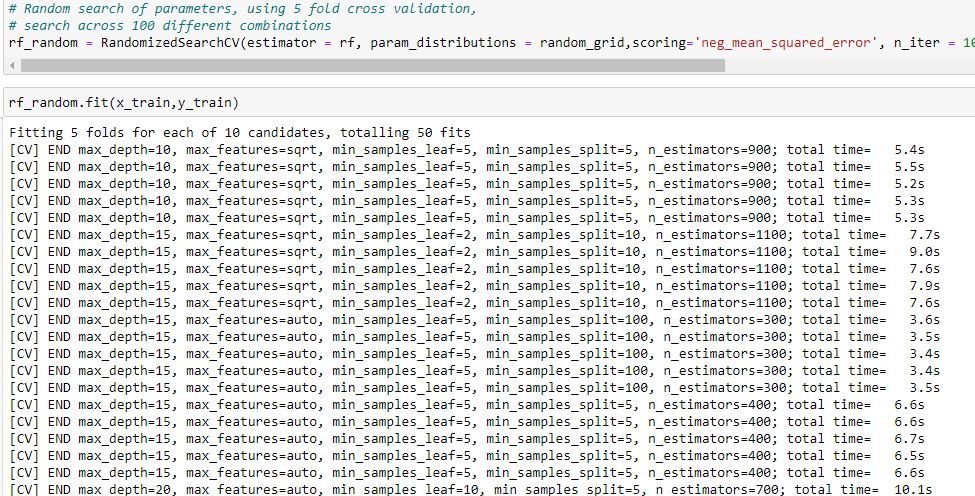 # Random search of parameters, using 5 fold cross validation,
# search across 100 different combinations
rf_random = RandomizedSearchCV(estimator = rf, param_distributions = random_grid,scoring='neg_mean_squared_error', n_iter = 10
rf_random.fit(x_train,y_train)
Fitting 5 folds for each of 10 candidates, totalling 50 fits
[CV] END max_depth=10, max_features=sqrt, min_samples_leaf=5, min_samples_split=5, n_estimators=900; total time=   5.4s
[CV] END max_depth=10, max_features=sqrt, min_samples_leaf=5, min_samples_split=5, n_estimators=900; total time=   5.5s
[CV] END max_depth=10, max_features=sqrt, min_samples_leaf=5, min_samples_split=5, n_estimators=900; total time=   5.2s
[CV] END max_depth=10, max_features=sqrt, min_samples_leaf=5, min_samples_split=5, n_estimators=900; total time=   5.3s
[CV] END max_depth=10, max_features=sqrt, min_samples_leaf=5, min_samples_split=5, n_estimators=900; total time=   5.3s
[CV] END max_depth=15, max_features=sqrt, min_samples_leaf=2, min_samples_split=10, n_estimators=1100; total time=   7.7s
[CV] END max_depth=15, max_features=sqrt, min_samples_leaf=2, min_samples_split=10, n_estimators=1100; total time=   9.0s
[CV] END max_depth=15, max_features=sqrt, min_samples_leaf=2, min_samples_split=10, n_estimators=1100; total time=   7.6s
[CV] END max_depth=15, max_features=sqrt, min_samples_leaf=2, min_samples_split=10, n_estimators=1100; total time=   7.9s
[CV] END max_depth=15, max_features=sqrt, min_samples_leaf=2, min_samples_split=10, n_estimators=1100; total time=   7.6s
[CV] END max_depth=15, max_features=auto, min_samples_leaf=5, min_samples_split=100, n_estimators=300; total time=   3.6s
[CV] END max_depth=15, max_features=auto, min_samples_leaf=5, min_samples_split=100, n_estimators=300; total time=   3.5s
[CV] END max_depth=15, max_features=auto, min_samples_leaf=5, min_samples_split=100, n_estimators=300; total time=   3.4s
[CV] END max_depth=15, max_features=auto, min_samples_leaf=5, min_samples_split=100, n_estimators=300; total time=   3.4s
[CV] END max_depth=15, max_features=auto, min_samples_leaf=5, min_samples_split=100, n_estimators=300; total time=   3.5s
[CV] END max_depth=15, max_features=auto, min_samples_leaf=5, min_samples_split=5, n_estimators=400; total time=   6.6s
[CV] END max_depth=15, max_features=auto, min_samples_leaf=5, min_samples_split=5, n_estimators=400; total time=   6.6s
[CV] END max_depth=15, max_features=auto, min_samples_leaf=5, min_samples_split=5, n_estimators=400; total time=   6.7s
[CV] END max_depth=15, max_features=auto, min_samples_leaf=5, min_samples_split=5, n_estimators=400; total time=   6.5s
[CV] END max_depth=15, max_features=auto, min_samples_leaf=5, min_samples_split=5, n_estimators=400; total time=   6.6s
[CV] END max_depth=20, max_features=auto, min_samples_leaf=10, min_samples_split=5, n_estimators=700; total time=  10.1s